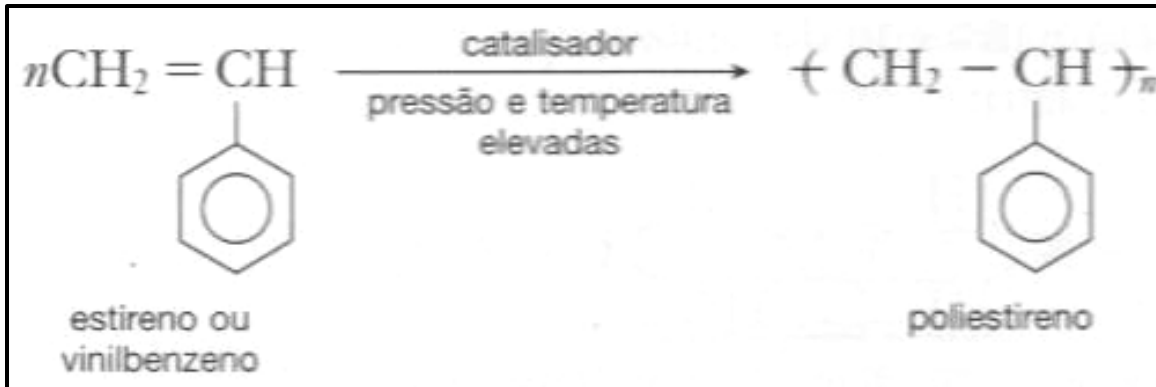 nCH₂ = CH
catalisador
pressão e temperatura
elevadas
( CH₂ − CH )ₙ
estireno ou
vinilbenzeno
poliestireno